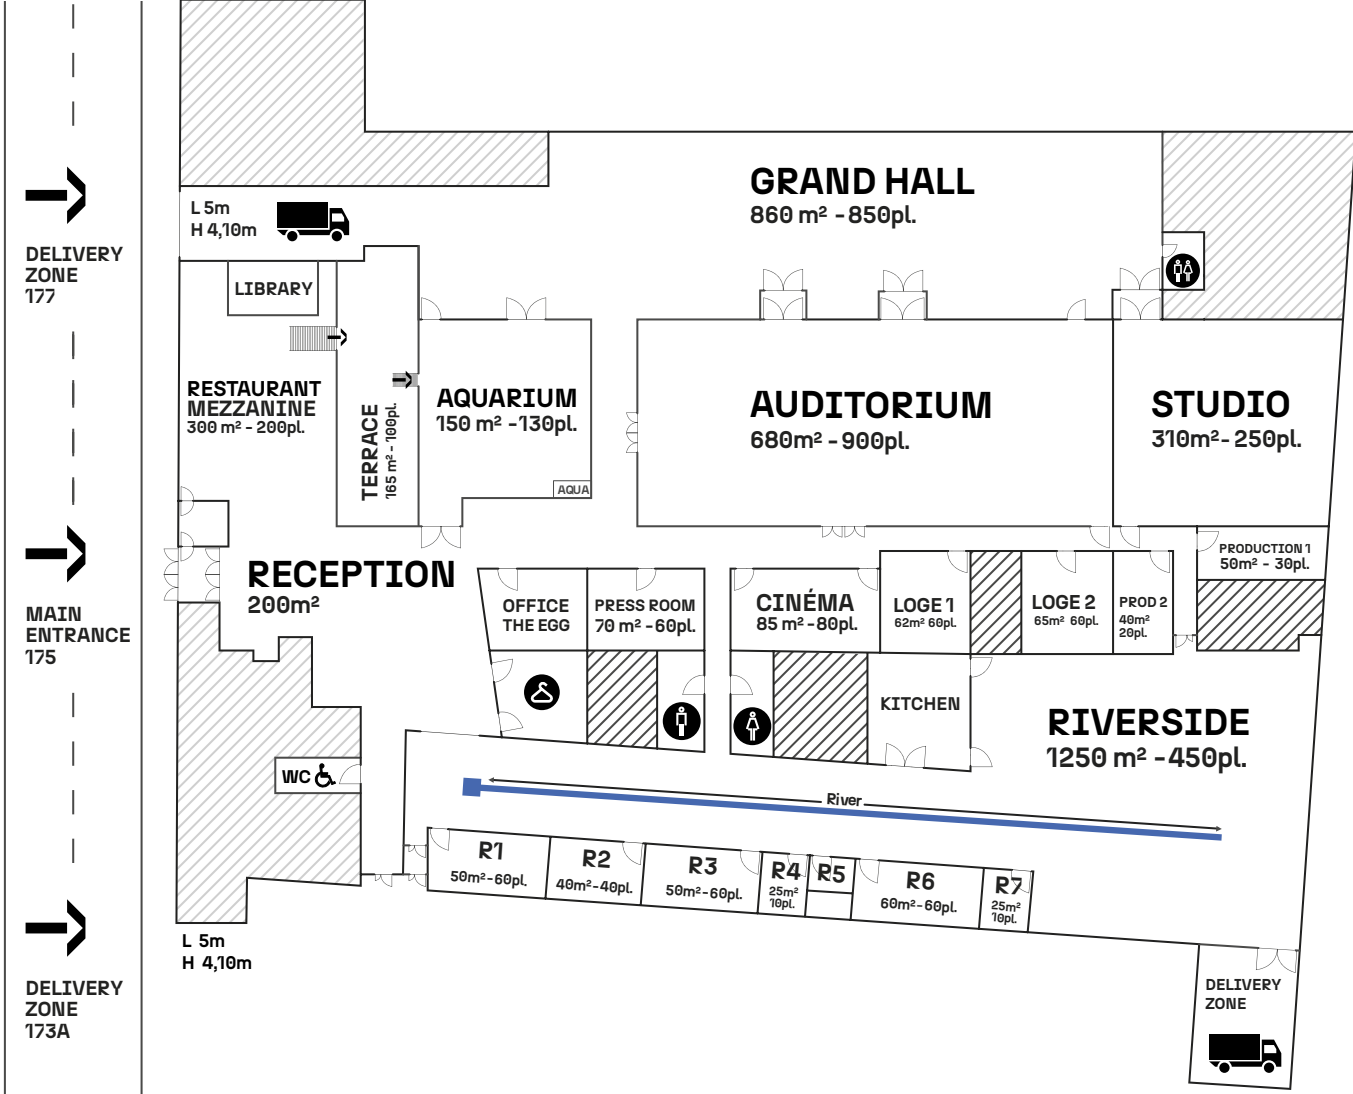 GRAND HALL
860 m² - 850pl.
L 5m
H 4,10m
DELIVERY
ZONE
177
LIBRARY
RESTAURANT
MEZZANINE
300 m² - 200pl.
TERRACE
165 m² - 100pl.
AQUARIUM
150 m² - 130pl.
AQUA
AUDITORIUM
680m² - 900pl.
STUDIO
310m² - 250pl.
MAIN
ENTRANCE
175
RECEPTION
200m²
OFFICE
THE EGG
PRESS ROOM
70 m² - 60pl.
CINÉMA
85 m² - 80pl.
LOGE 1
62m² 60pl.
LOGE 2
65m² 60pl.
PROD 2
40m²
20pl.
PRODUCTION 1
50m² - 30pl.
KITCHEN
RIVERSIDE
1250 m² - 450pl.
WC
River
R1
50m² - 60pl.
R2
40m² - 40pl.
R3
50m² - 60pl.
R4
25m²
10pl.
R5
R6
60m² - 60pl.
R7
25m²
10pl.
L 5m
H 4,10m
DELIVERY
ZONE
173A
DELIVERY
ZONE